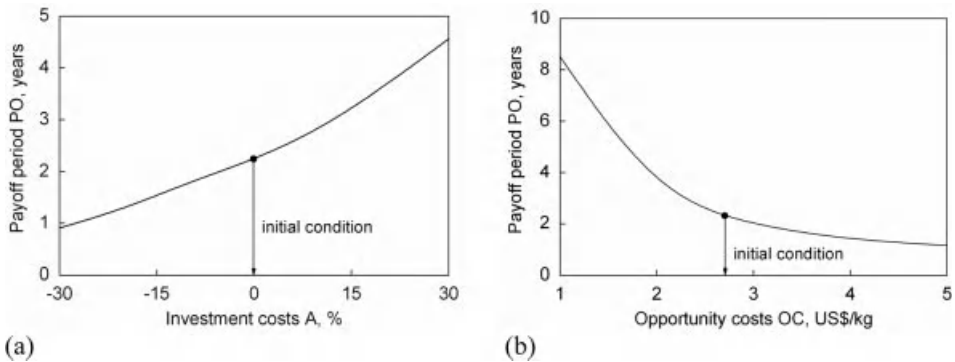 5
4
3
2
1
0
Payoff period PO, years
initial condition
-30 -15 0 15 30
Investment costs A, %
(a)
10
8
6
4
2
0
Payoff period PO, years
initial condition
1 2 3 4 5
Opportunity costs OC, US$/kg
(b)